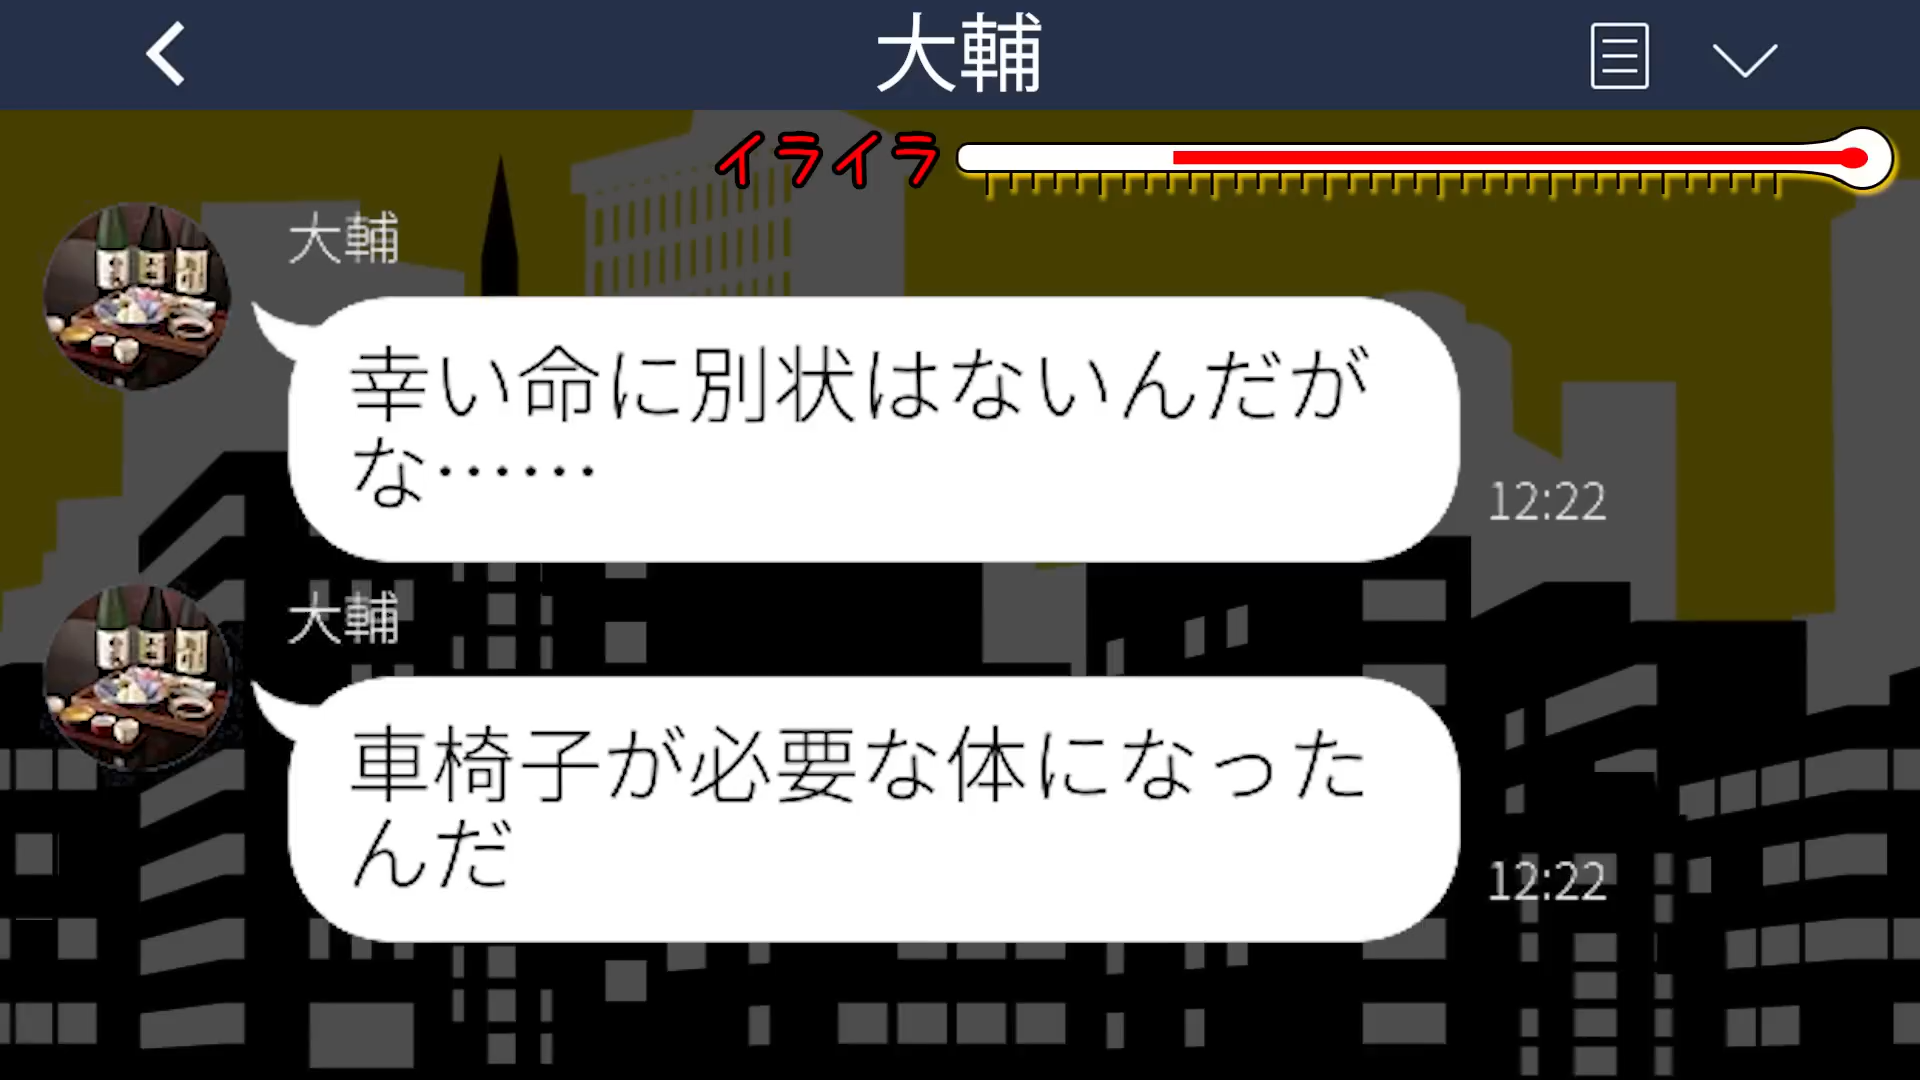 大輔
イライラ
大輔
幸い命に別状はないんだが
な……
12:22
大輔
車椅子が必要な体になった
んだ
12:22